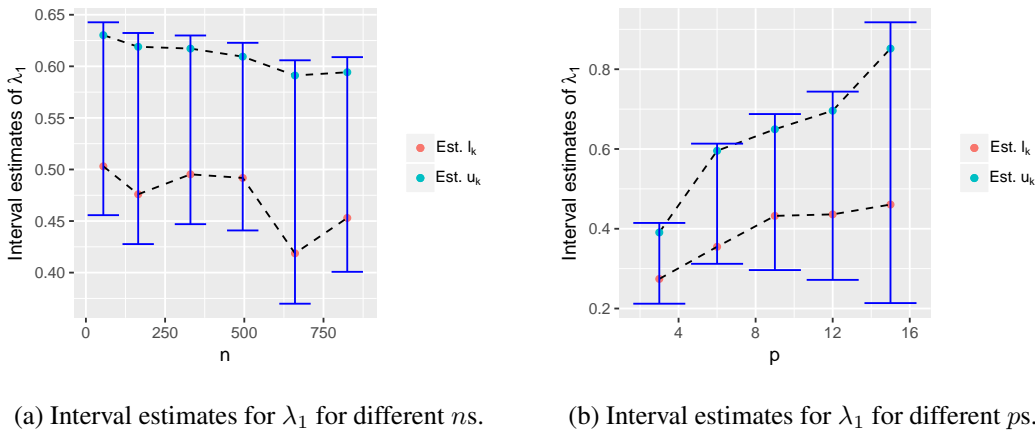 0.65
0.60
0.55
0.50
0.45
0.40
Interval estimates of λ₁
0 250 500 750
n
Est. lₖ
Est. uₖ
0.8
0.6
0.4
0.2
Interval estimates of λ₁
4 8 12 16
p
Est. lₖ
Est. uₖ
(a) Interval estimates for λ₁ for different ns.
(b) Interval estimates for λ₁ for different ps.